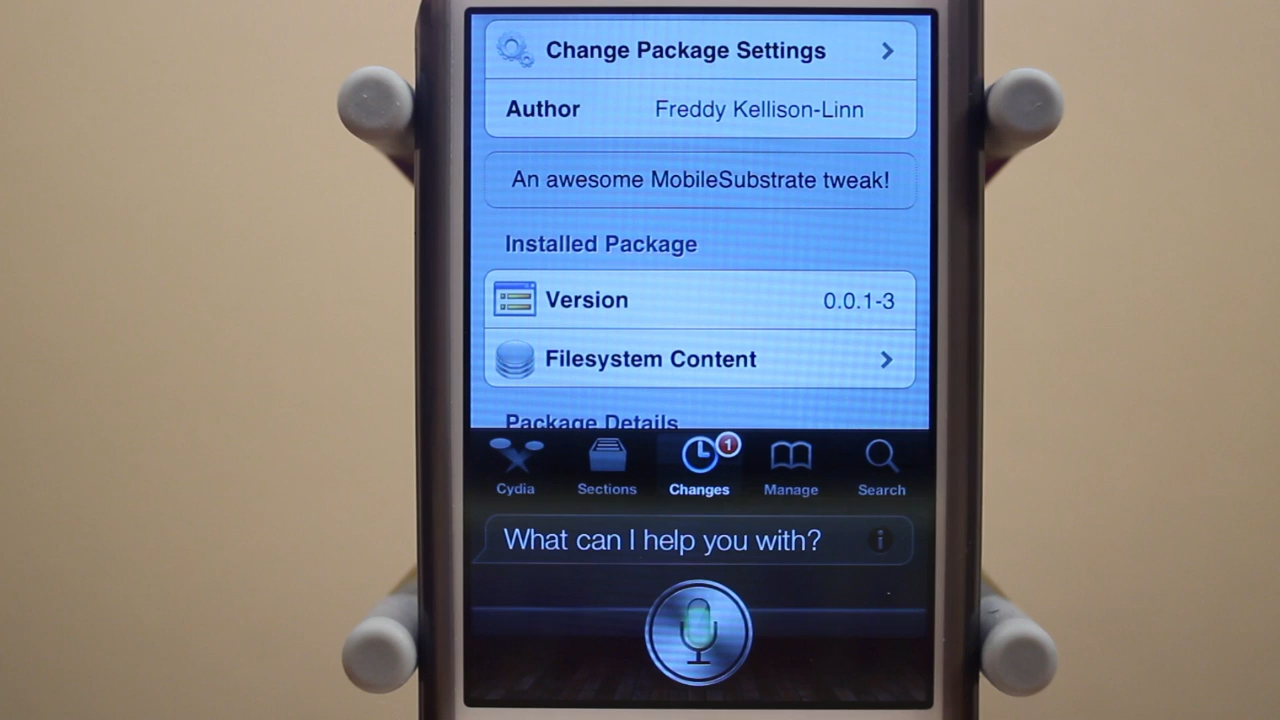 Change Package Settings
Author Freddy Kellison-Linn
An awesome MobileSubstrate tweak!
Installed Package
Version 0.0.1-3
Filesystem Content
Package Details
1
Cydia Sections Changes Manage Search
What can I help you with?
i